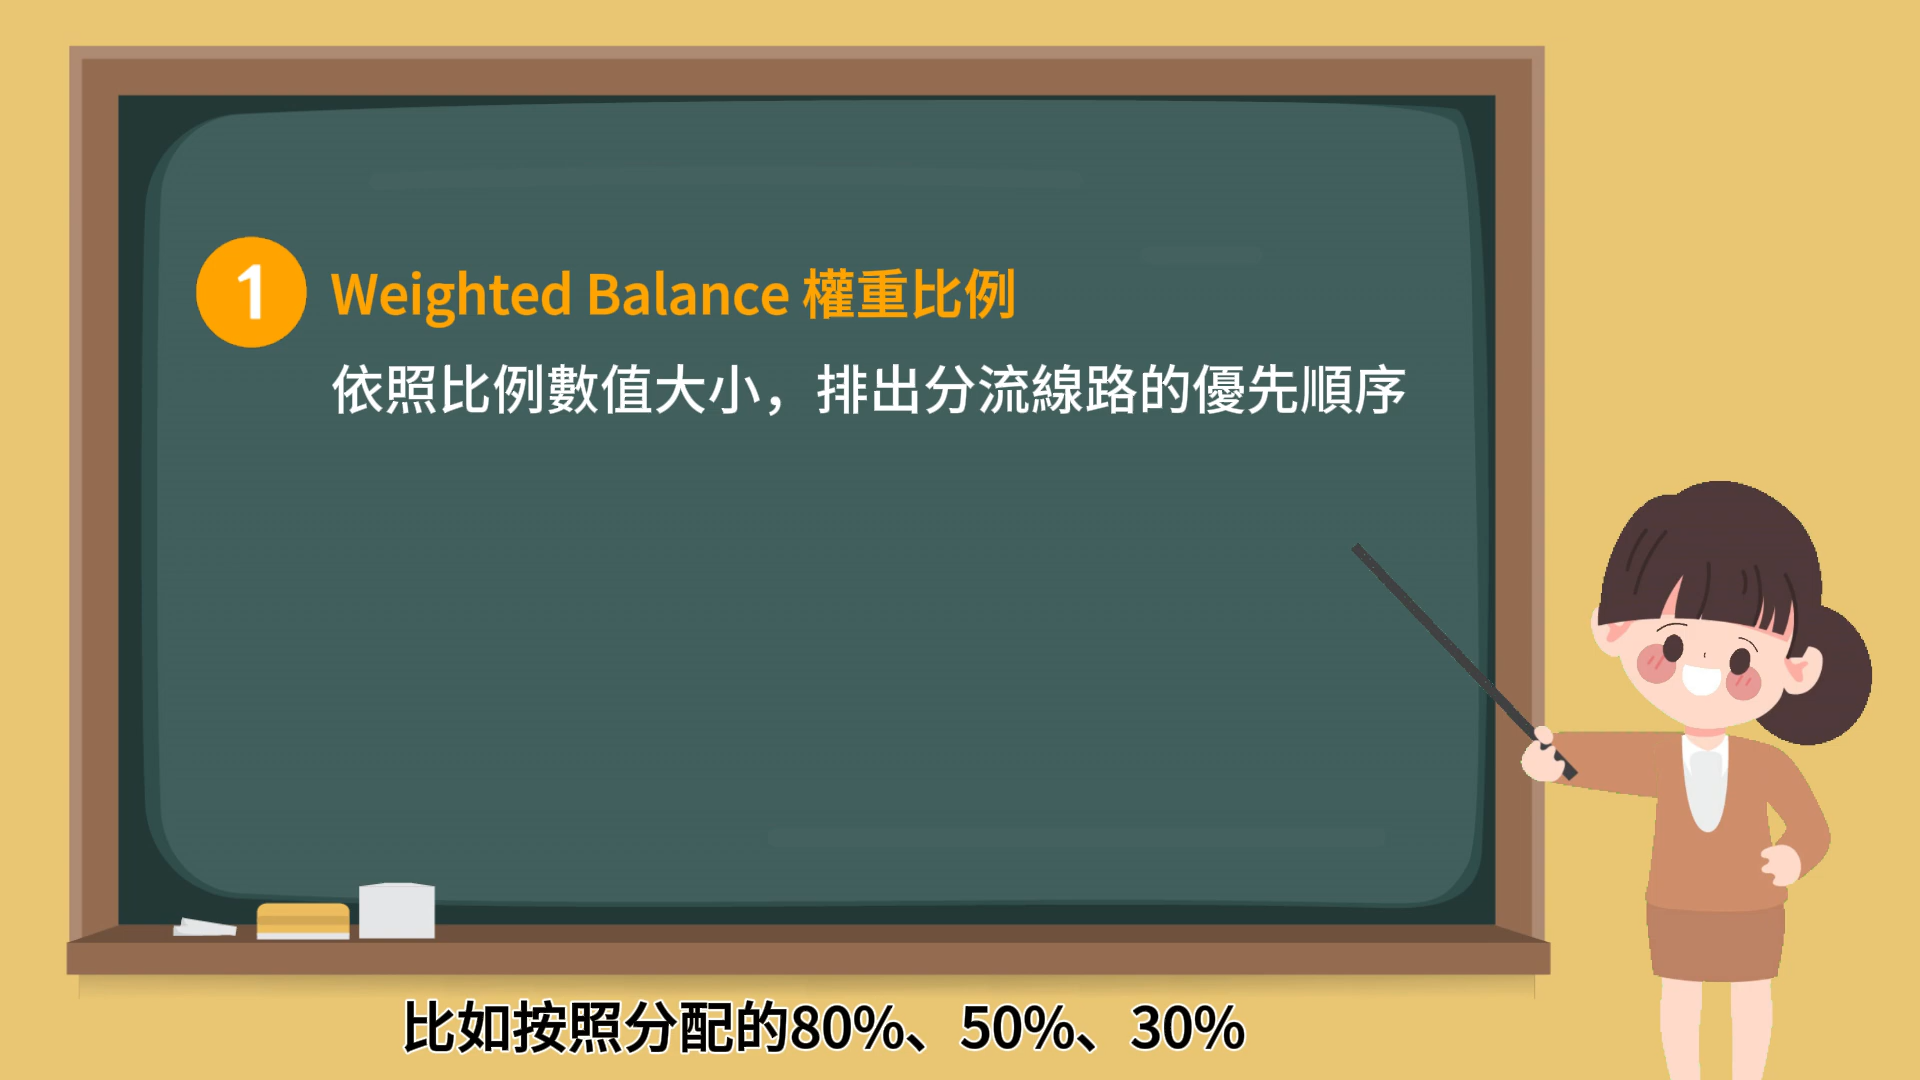 1
Weighted Balance 權重比例
依照比例數值大小，排出分流線路的優先順序
比如按照分配的80%、50%、30%